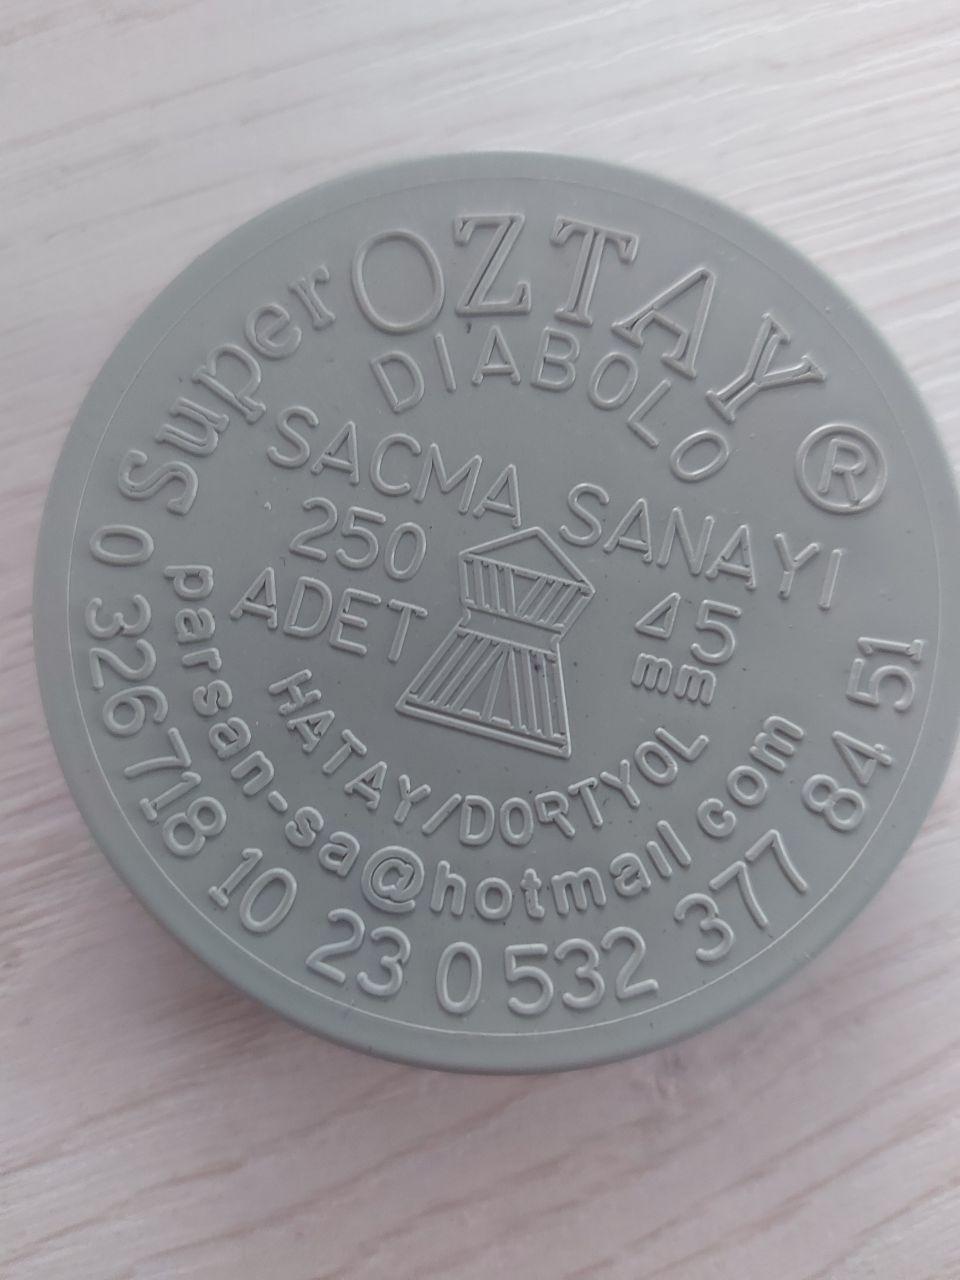 Super OZTAY ®
DIABOLO
SACMA SANAYI
250
ADET
4.5
mm
HATAY/DORTYOL
parsan-sa@hotmail com
0 326 718 10 23 0 532 377 84 51